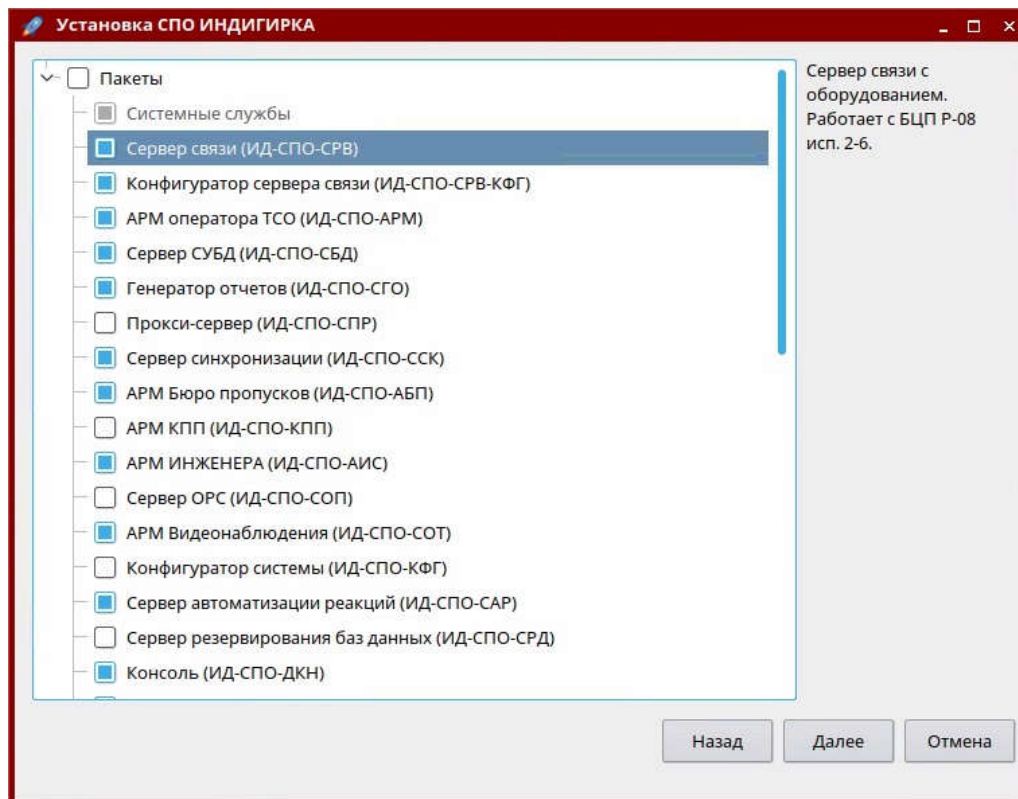 Установка СПО ИНДИГИРКА
Пакеты
Системные службы
Сервер связи (ИД-СПО-СРВ)
Конфигуратор сервера связи (ИД-СПО-СРВ-КФГ)
АРМ оператора ТСО (ИД-СПО-АРМ)
Сервер СУБД (ИД-СПО-СБД)
Генератор отчетов (ИД-СПО-СГО)
Прокси-сервер (ИД-СПО-СПР)
Сервер синхронизации (ИД-СПО-ССК)
АРМ Бюро пропусков (ИД-СПО-АБП)
АРМ КПП (ИД-СПО-КПП)
АРМ ИНЖЕНЕРА (ИД-СПО-АИС)
Сервер ОРС (ИД-СПО-СОП)
АРМ Видеонаблюдения (ИД-СПО-СОТ)
Конфигуратор системы (ИД-СПО-КФГ)
Сервер автоматизации реакций (ИД-СПО-САР)
Сервер резервирования баз данных (ИД-СПО-СРД)
Консоль (ИД-СПО-ДКН)
Сервер связи с
оборудованием.
Работает с БЦП Р-08
исп. 2-6.
Назад
Далее
Отмена